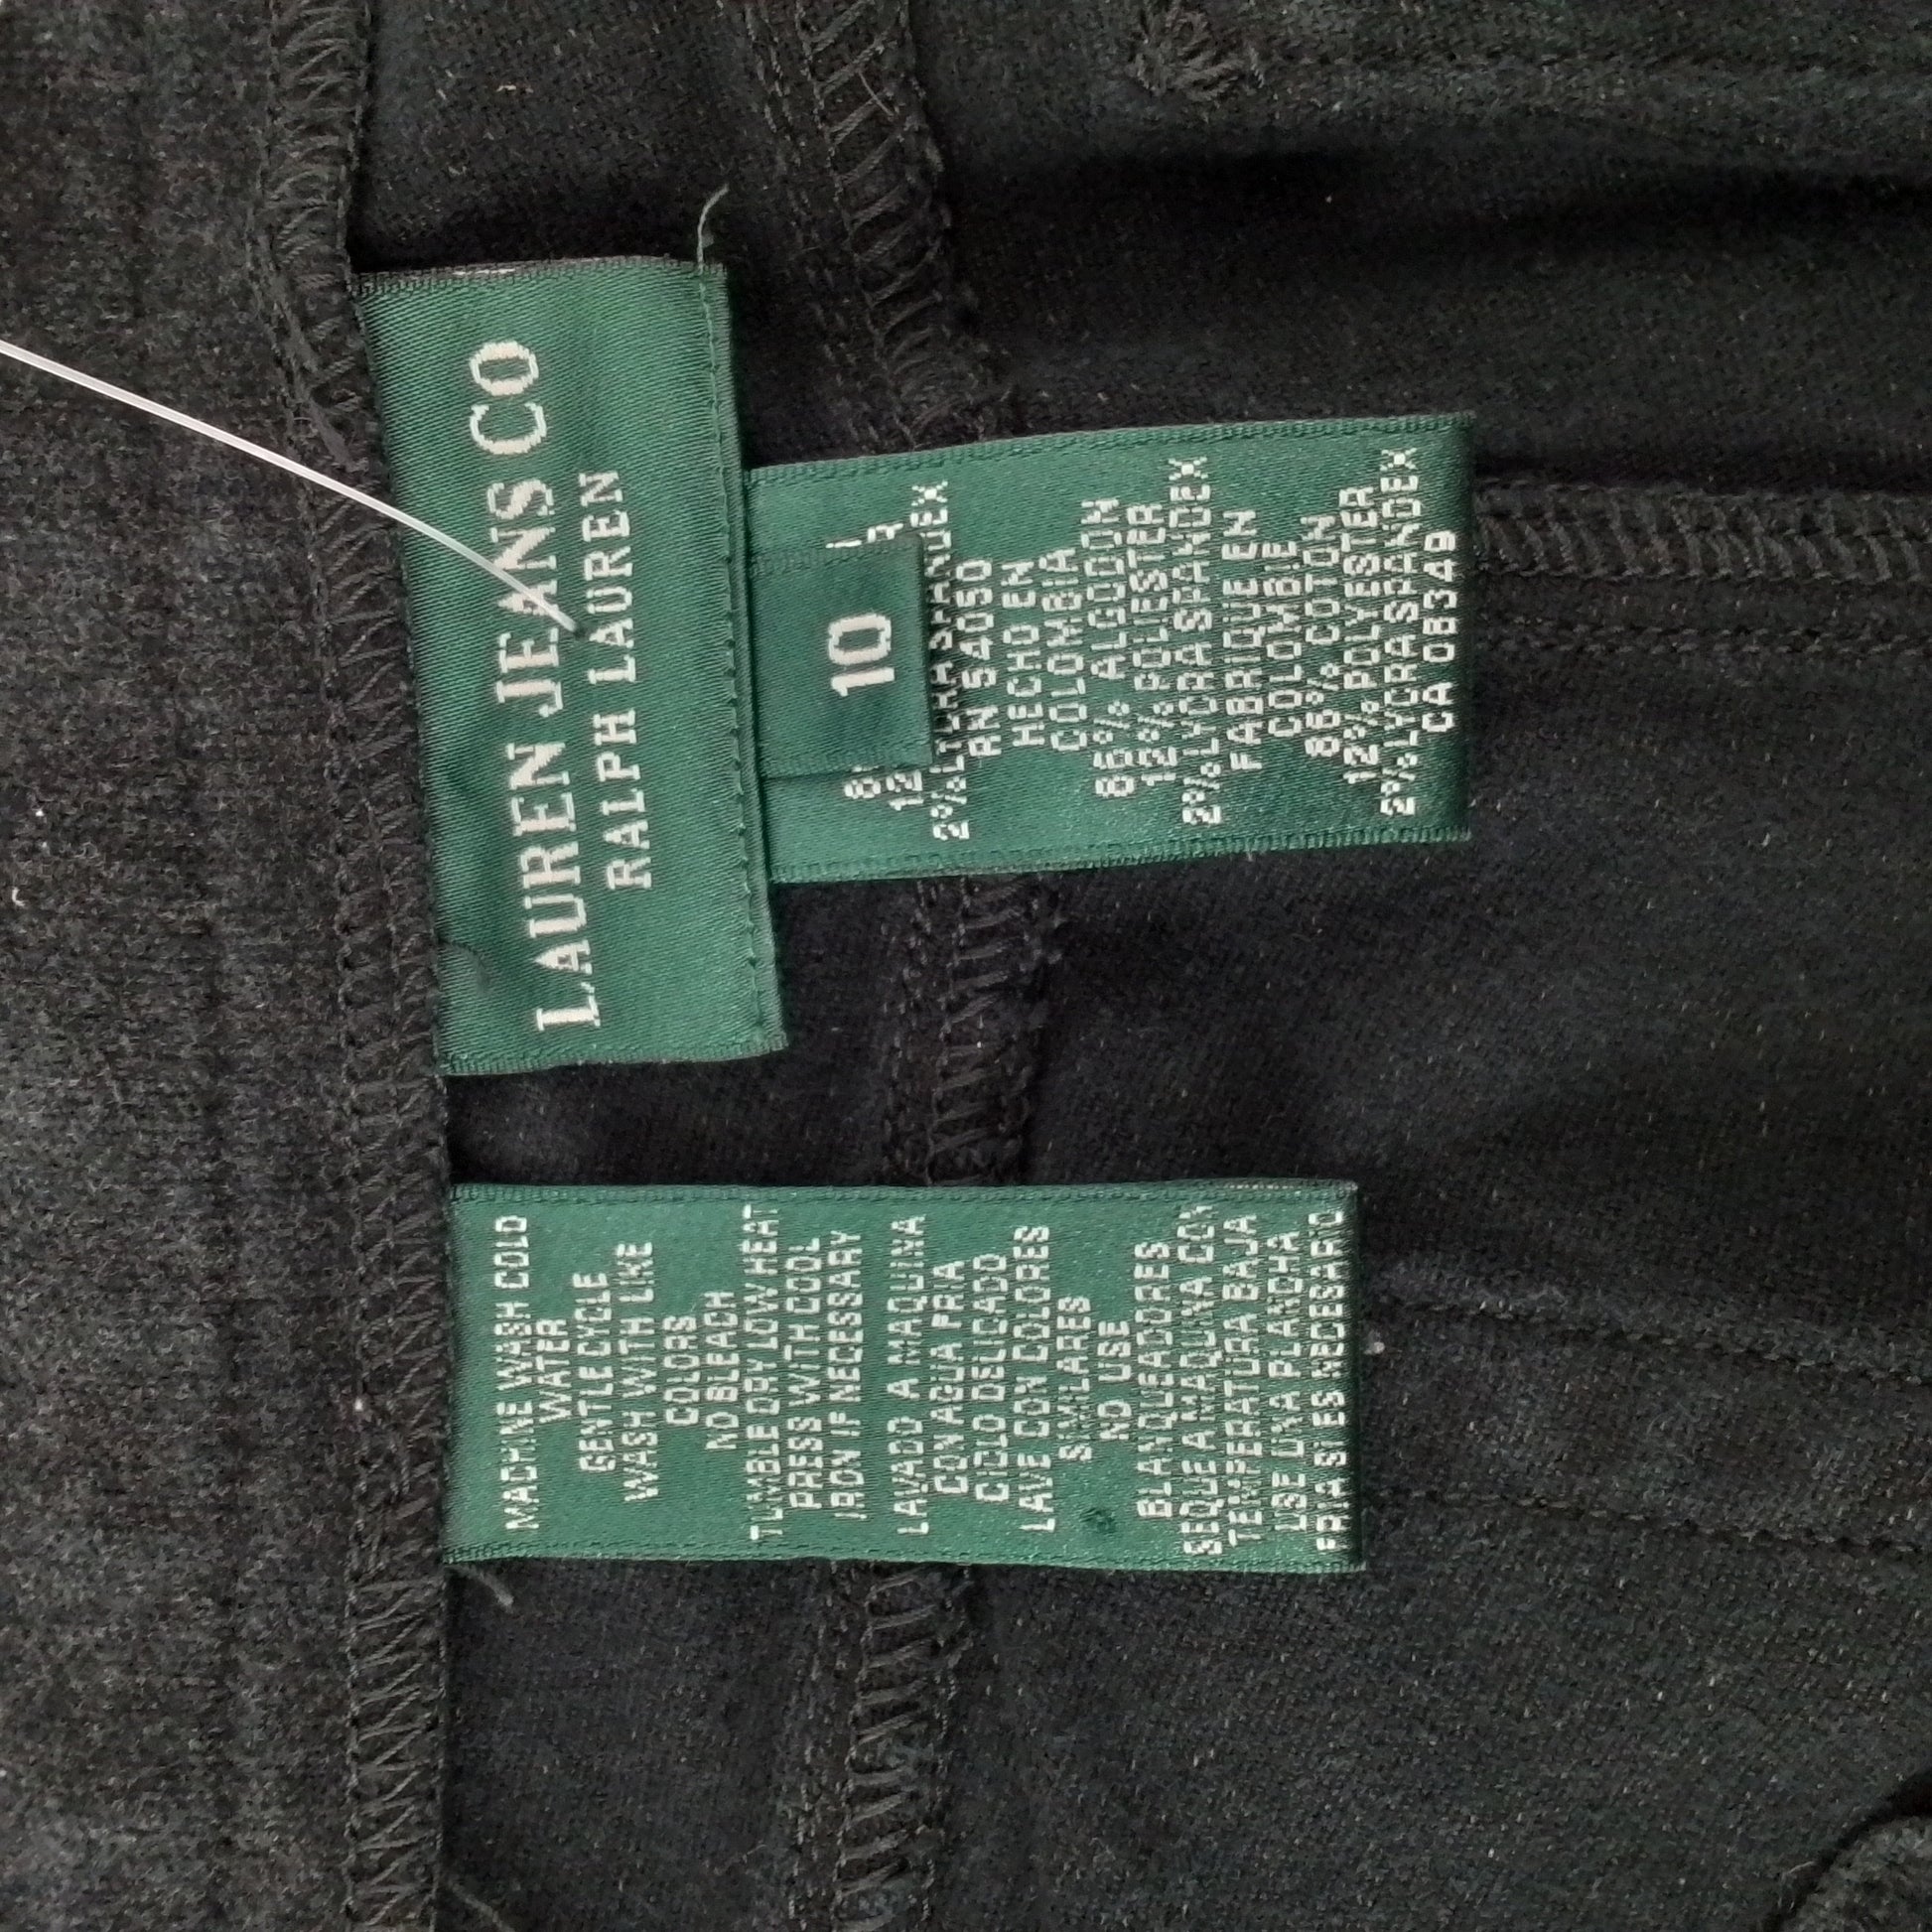 LAUREN JEANS CO
RALPH LAUREN
10
2% LYCRA SPANDEX
RN 54050
HECHO EN
COLOMBIA
86% ALGODON
12% POLIESTER
2% LYCRA SPANDEX
FABRIQUE EN
COLOMBIE
86% COTON
12% POLYESTER
2% LYCRA SPANDEX
CA 08349
MACHINE WASH COLD
WATER
GENTLE CYCLE
WASH WITH LIKE
COLORS
NO BLEACH
TUMBLE DRY LOW HEAT
PRESS WITH COOL
IRON IF NECESSARY
LAVADO A MAQUINA
CON AGUA FRIA
CICLO DELICADO
LAVE CON COLORES
SIMILARES
NO USE
BLANQUEADORES
SEQUE A MAQUINA CON
TEMPERATURA BAJA
USE UNA PLANCHA
FRIA SI ES NECESARIO